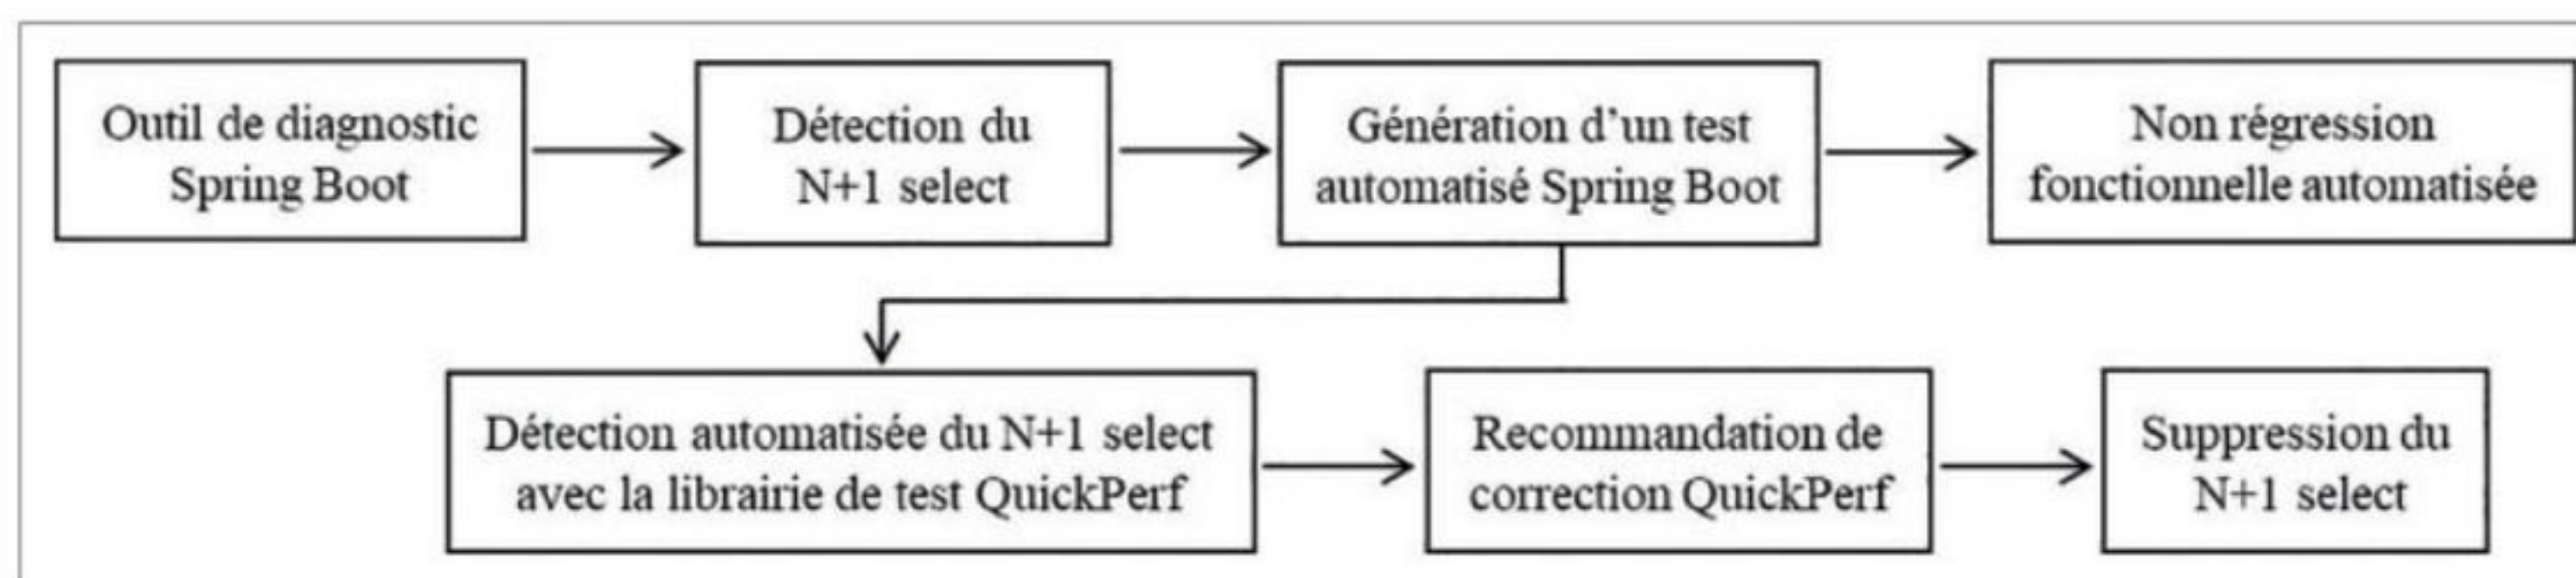 Outil de diagnostic
Spring Boot
Détection du
N+1 select
Génération d’un test
automatisé Spring Boot
Non régression
fonctionnelle automatisée
Détection automatisée du N+1 select
avec la librairie de test QuickPerf
Recommandation de
correction QuickPerf
Suppression du
N+1 select